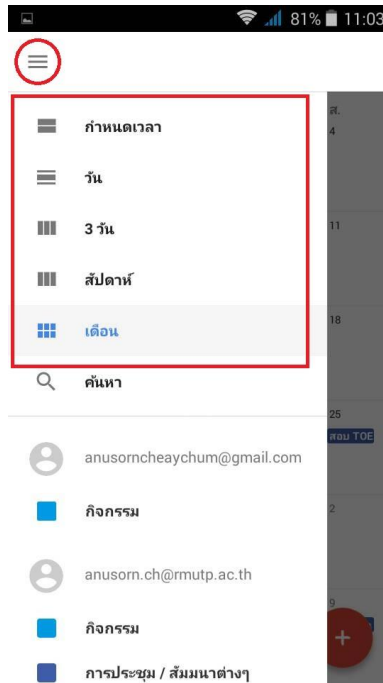 81% 11:03
กำหนดเวลา
ส.
4
วัน
3 วัน
11
สัปดาห์
เดือน
18
ค้นหา
25
สอบ TOE
anusorncheaychum@gmail.com
กิจกรรม
2
anusorn.ch@rmutp.ac.th
9
กิจกรรม
+
การประชุม / สัมมนาต่างๆ